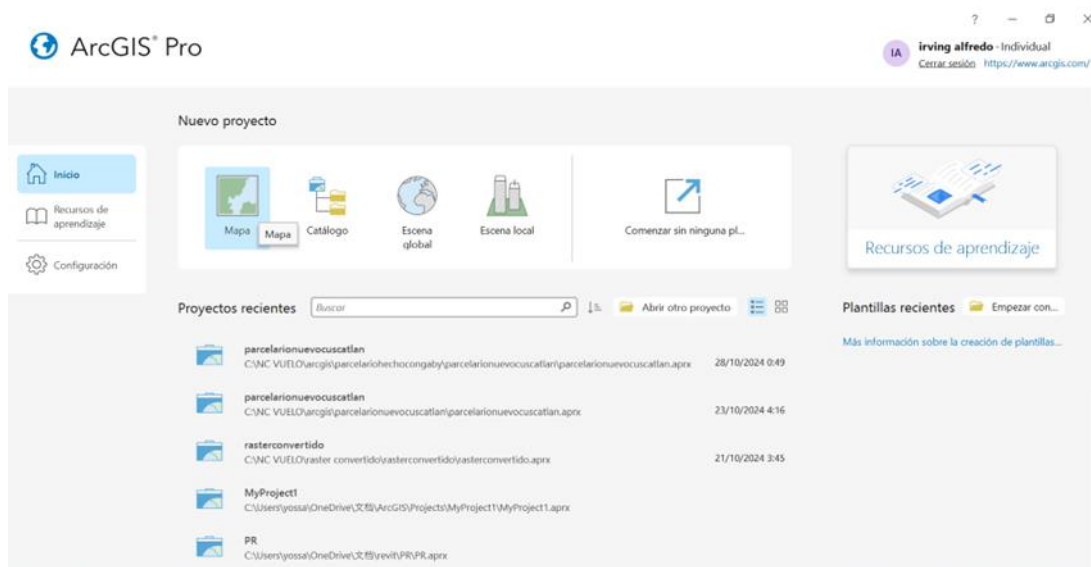 ? 
ArcGIS® Pro
IA
irving alfredo - Individual
Cerrar sesión https://www.arcgis.com/
Nuevo proyecto
Inicio
Recursos de
aprendizaje
Configuración
Mapa
Mapa
Catálogo
Escena
global
Escena local
Comenzar sin ninguna pl...
Recursos de aprendizaje
Proyectos recientes
Buscar
Abrir otro proyecto
Plantillas recientes
Empezar con...
Más información sobre la creación de plantillas...
parcelarionuevocuscatlan
C:\NC VUELO\arcgis\parcelariohechocongaby\parcelarionuevocuscatlan\parcelarionuevocuscatlan.aprx 28/10/2024 0:49
parcelarionuevocuscatlan
C:\NC VUELO\arcgis\parcelarionuevocuscatlan\parcelarionuevocuscatlan.aprx 23/10/2024 4:16
rasterconvertido
C:\NC VUELO\raster convertido\rasterconvertido\rasterconvertido.aprx 21/10/2024 3:45
MyProject1
C:\Users\yossa\OneDrive\文档\ArcGIS\Projects\MyProject1\MyProject1.aprx
PR
C:\Users\yossa\OneDrive\文档\revit\PR\PR.aprx